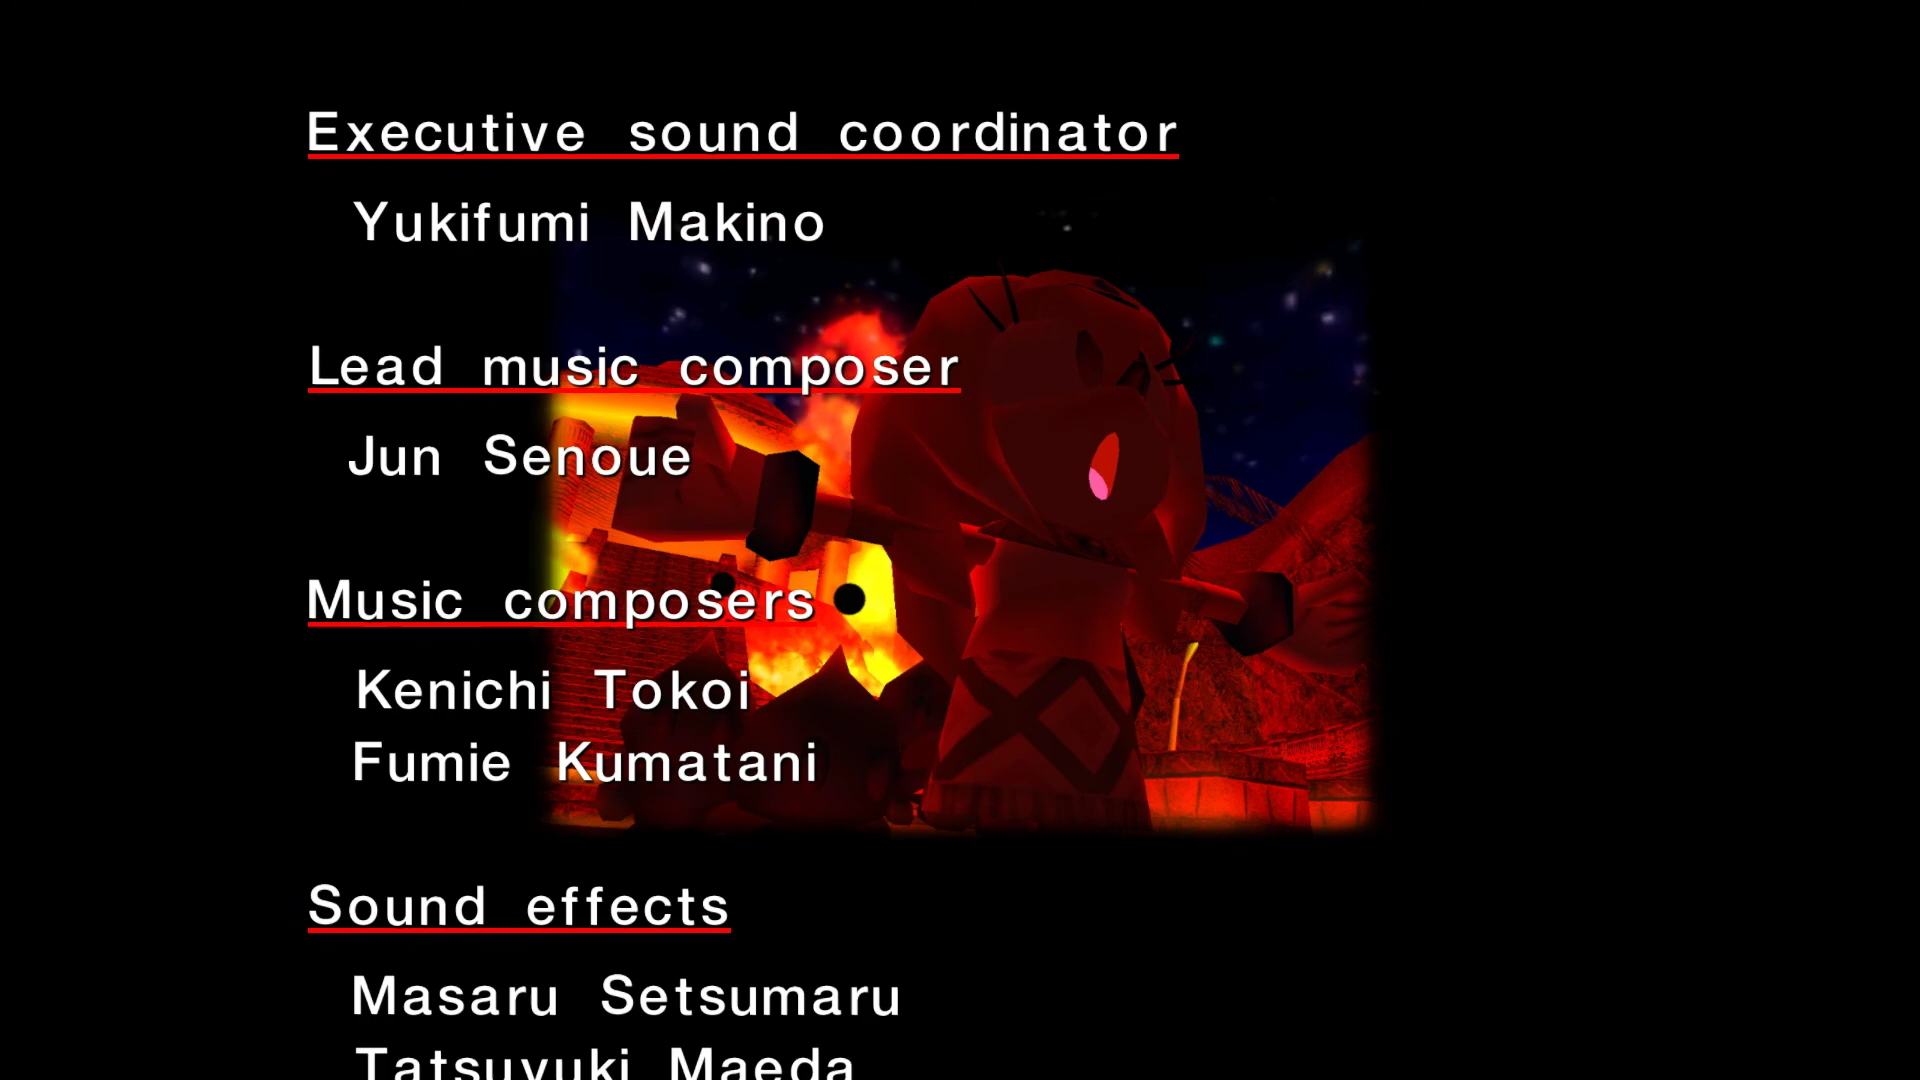 Executive sound coordinator
Yukifumi Makino
Lead music composer
Jun Senoue
Music composers
Kenichi Tokoi
Fumie Kumatani
Sound effects
Masaru Setsumaru
Tatsuyuki Maeda